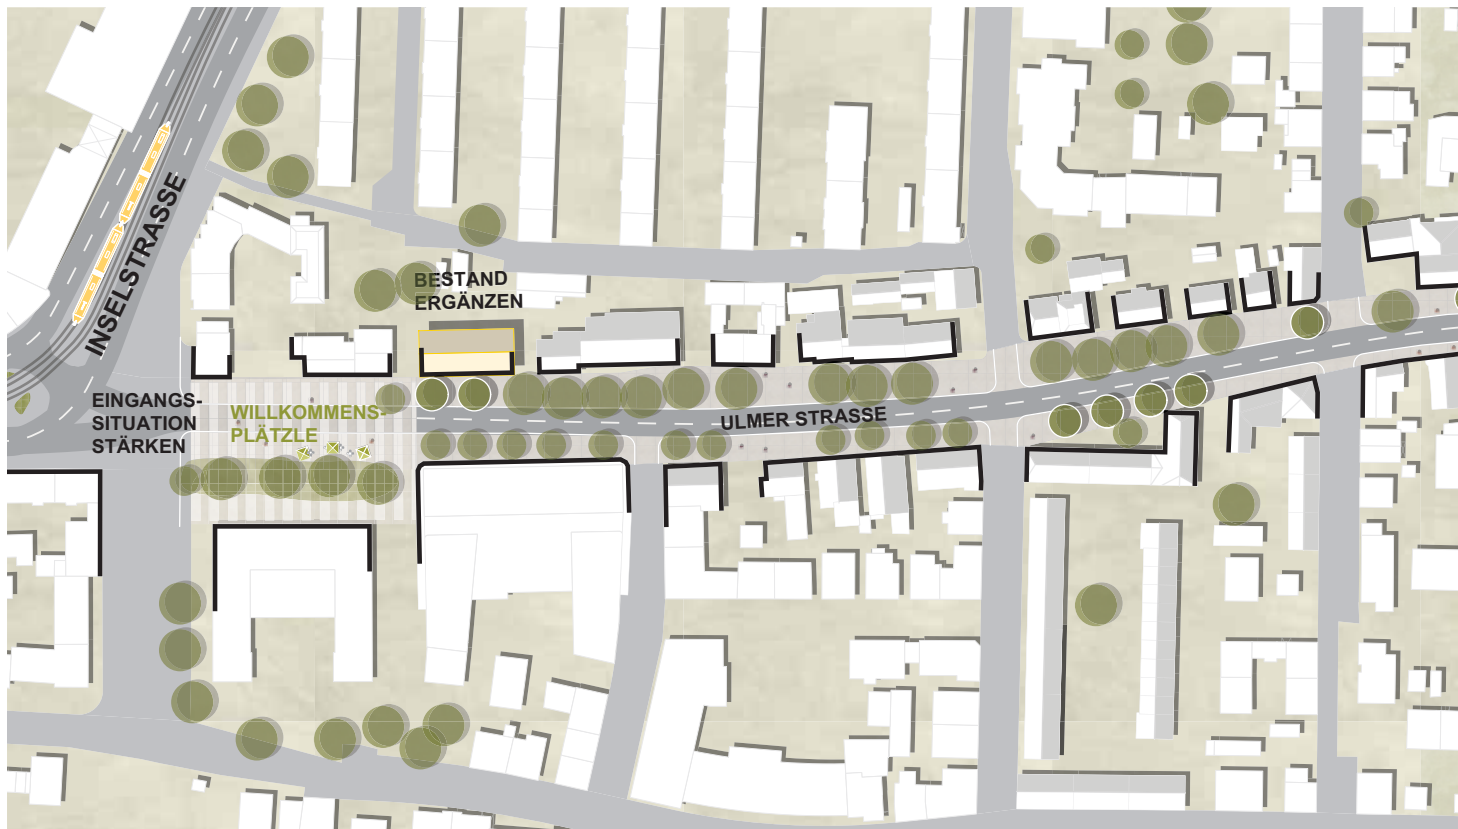 INSELSTRASSE
BESTAND
ERGÄNZEN
EINGANGS-
SITUATION
STÄRKEN
WILLKOMMENS-
PLÄTZLE
ULMER STRASSE